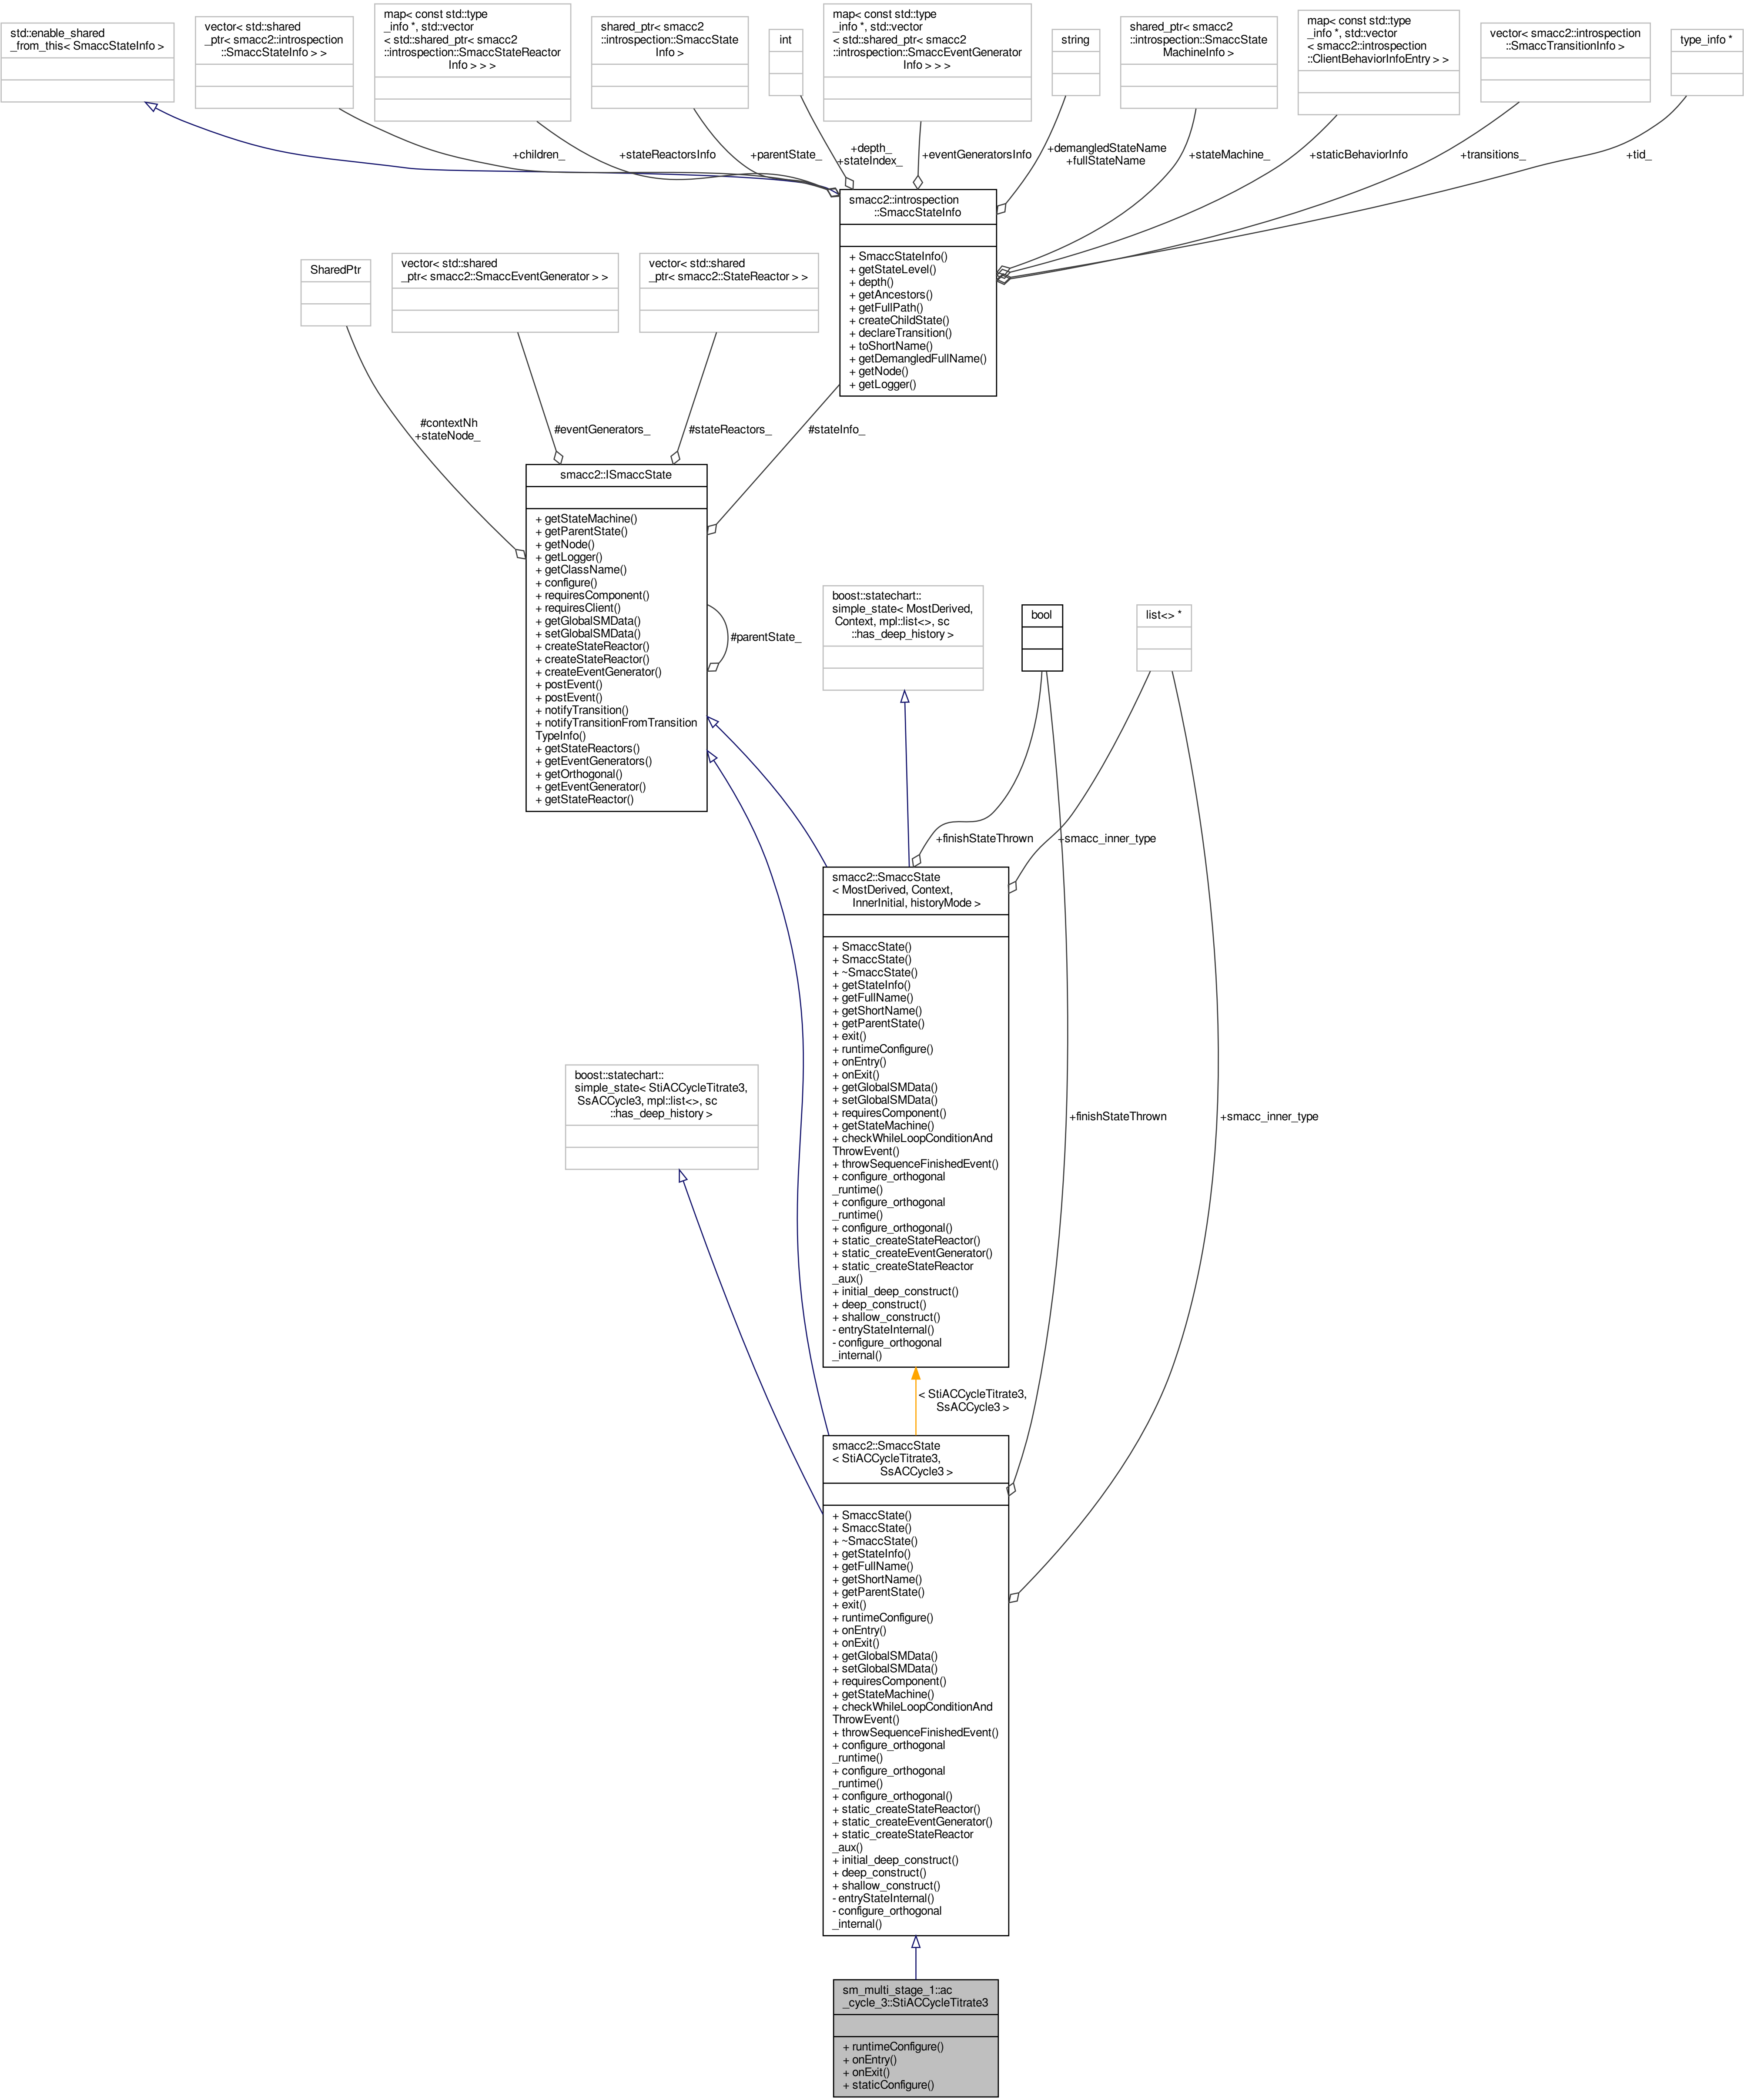 std::enable_shared
_from_this< SmaccStateInfo >
vector< std::shared
_ptr< smacc2::introspection
::SmaccStateInfo > >
map< const std::type
_info *, std::vector
< std::shared_ptr< smacc2
::introspection::SmaccStateReactor
Info > > >
shared_ptr< smacc2
::introspection::SmaccState
Info >
int
map< const std::type
_info *, std::vector
< std::shared_ptr< smacc2
::introspection::SmaccEventGenerator
Info > > >
string
shared_ptr< smacc2
::introspection::SmaccState
MachineInfo >
map< const std::type
_info *, std::vector
< smacc2::introspection
::ClientBehaviorInfoEntry > >
vector< smacc2::introspection
::SmaccTransitionInfo >
type_info *
+children_
+stateReactorsInfo
+parentState_
+depth_
+stateIndex_
+eventGeneratorsInfo
+demangledStateName
+fullStateName
+stateMachine_
+staticBehaviorInfo
+transitions_
+tid_
smacc2::introspection
::SmaccStateInfo
+ SmaccStateInfo()
+ getStateLevel()
+ depth()
+ getAncestors()
+ getFullPath()
+ createChildState()
+ declareTransition()
+ toShortName()
+ getDemangledFullName()
+ getNode()
+ getLogger()
SharedPtr
vector< std::shared
_ptr< smacc2::SmaccEventGenerator > >
vector< std::shared
_ptr< smacc2::StateReactor > >
#contextNh
+stateNode_
#eventGenerators_
#stateReactors_
#stateInfo_
smacc2::ISmaccState
+ getStateMachine()
+ getParentState()
+ getNode()
+ getLogger()
+ getClassName()
+ configure()
+ requiresComponent()
+ requiresClient()
+ getGlobalSMData()
+ setGlobalSMData()
+ createStateReactor()
+ createStateReactor()
+ createEventGenerator()
+ postEvent()
+ postEvent()
+ notifyTransition()
+ notifyTransitionFromTransition
TypeInfo()
+ getStateReactors()
+ getEventGenerators()
+ getOrthogonal()
+ getEventGenerator()
+ getStateReactor()
#parentState_
boost::statechart::
simple_state< MostDerived,
Context, mpl::list<>, sc
::has_deep_history >
bool
list<> *
+finishStateThrown
+smacc_inner_type
smacc2::SmaccState
< MostDerived, Context,
InnerInitial, historyMode >
+ SmaccState()
+ SmaccState()
+ ~SmaccState()
+ getStateInfo()
+ getFullName()
+ getShortName()
+ getParentState()
+ exit()
+ runtimeConfigure()
+ onEntry()
+ onExit()
+ getGlobalSMData()
+ setGlobalSMData()
+ requiresComponent()
+ getStateMachine()
+ checkWhileLoopConditionAnd
ThrowEvent()
+ throwSequenceFinishedEvent()
+ configure_orthogonal
_runtime()
+ configure_orthogonal
_runtime()
+ configure_orthogonal()
+ static_createStateReactor()
+ static_createEventGenerator()
+ static_createStateReactor
_aux()
+ initial_deep_construct()
+ deep_construct()
+ shallow_construct()
- entryStateInternal()
- configure_orthogonal
_internal()
boost::statechart::
simple_state< StiACCycleTitrate3,
SsACCycle3, mpl::list<>, sc
::has_deep_history >
+finishStateThrown
+smacc_inner_type
< StiACCycleTitrate3,
SsACCycle3 >
smacc2::SmaccState
< StiACCycleTitrate3,
SsACCycle3 >
+ SmaccState()
+ SmaccState()
+ ~SmaccState()
+ getStateInfo()
+ getFullName()
+ getShortName()
+ getParentState()
+ exit()
+ runtimeConfigure()
+ onEntry()
+ onExit()
+ getGlobalSMData()
+ setGlobalSMData()
+ requiresComponent()
+ getStateMachine()
+ checkWhileLoopConditionAnd
ThrowEvent()
+ throwSequenceFinishedEvent()
+ configure_orthogonal
_runtime()
+ configure_orthogonal
_runtime()
+ configure_orthogonal()
+ static_createStateReactor()
+ static_createEventGenerator()
+ static_createStateReactor
_aux()
+ initial_deep_construct()
+ deep_construct()
+ shallow_construct()
- entryStateInternal()
- configure_orthogonal
_internal()
sm_multi_stage_1::ac
_cycle_3::StiACCycleTitrate3
+ runtimeConfigure()
+ onEntry()
+ onExit()
+ staticConfigure()